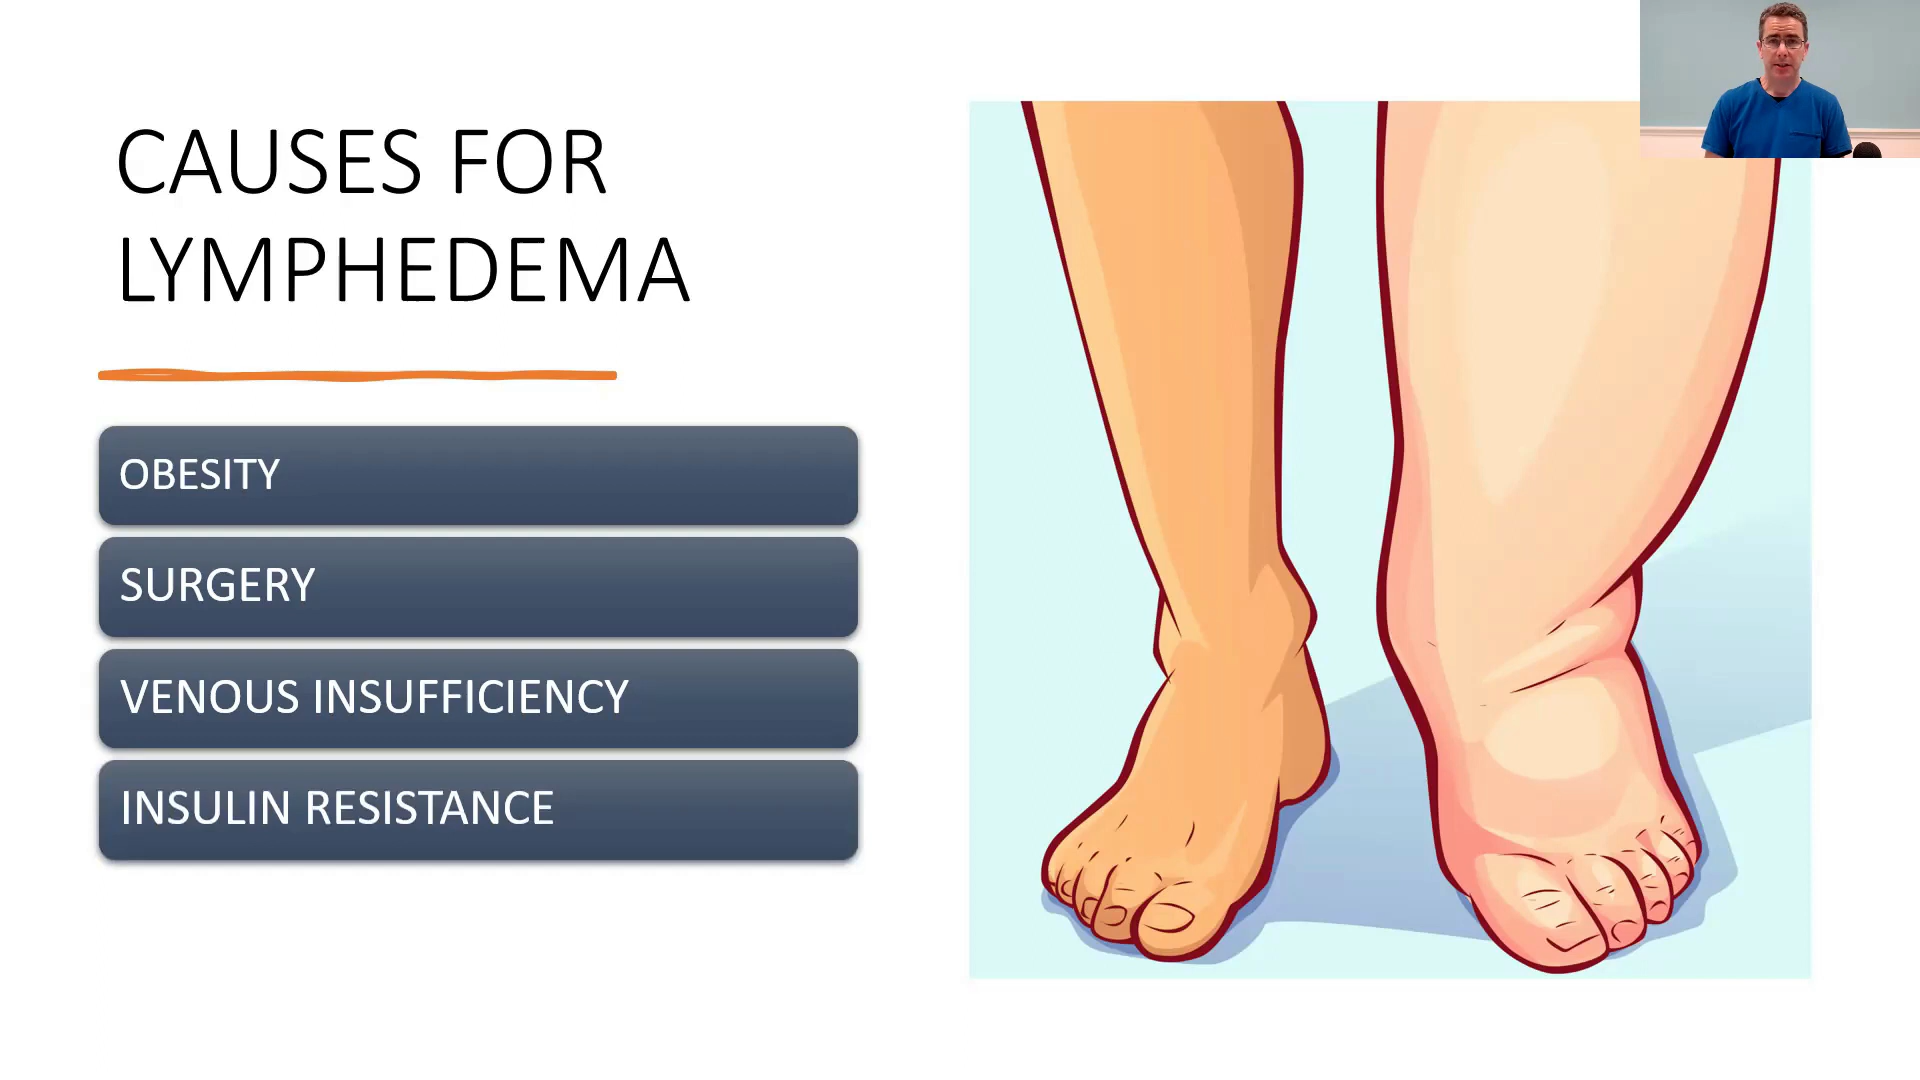 CAUSES FOR
LYMPHEDEMA
OBESITY
SURGERY
VENOUS INSUFFICIENCY
INSULIN RESISTANCE